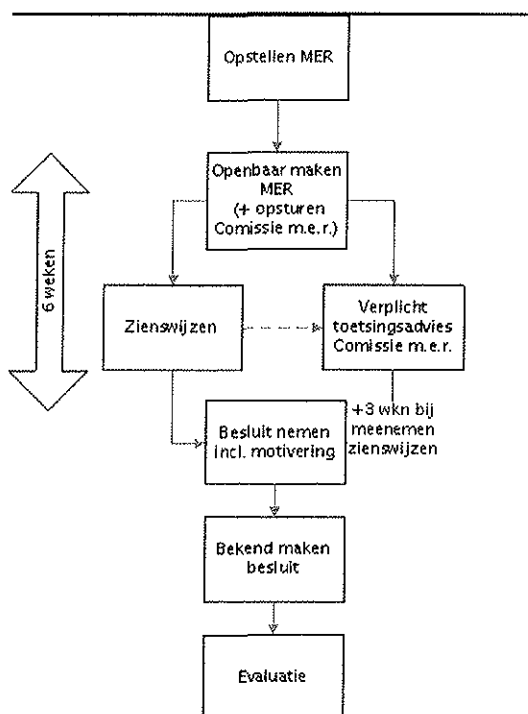 Opstellen MER
Openbaar maken
MER
(+ opsturen
Comissie m.e.r.)
6 weken
Zienswijzen
Verplicht
toetsingsadvies
Comissie m.e.r.
+3 wkn bij
meenemen
zienswijzen
Besluit nemen
incl. motivering
Bekend maken
besluit
Evaluatie